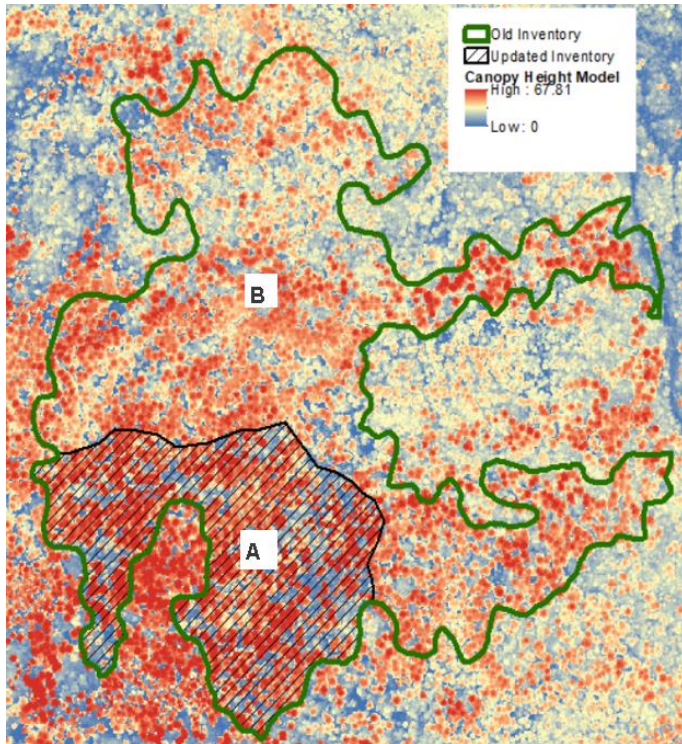 Old Inventory
Updated Inventory
Canopy Height Model
High : 67.81
Low : 0
B
A